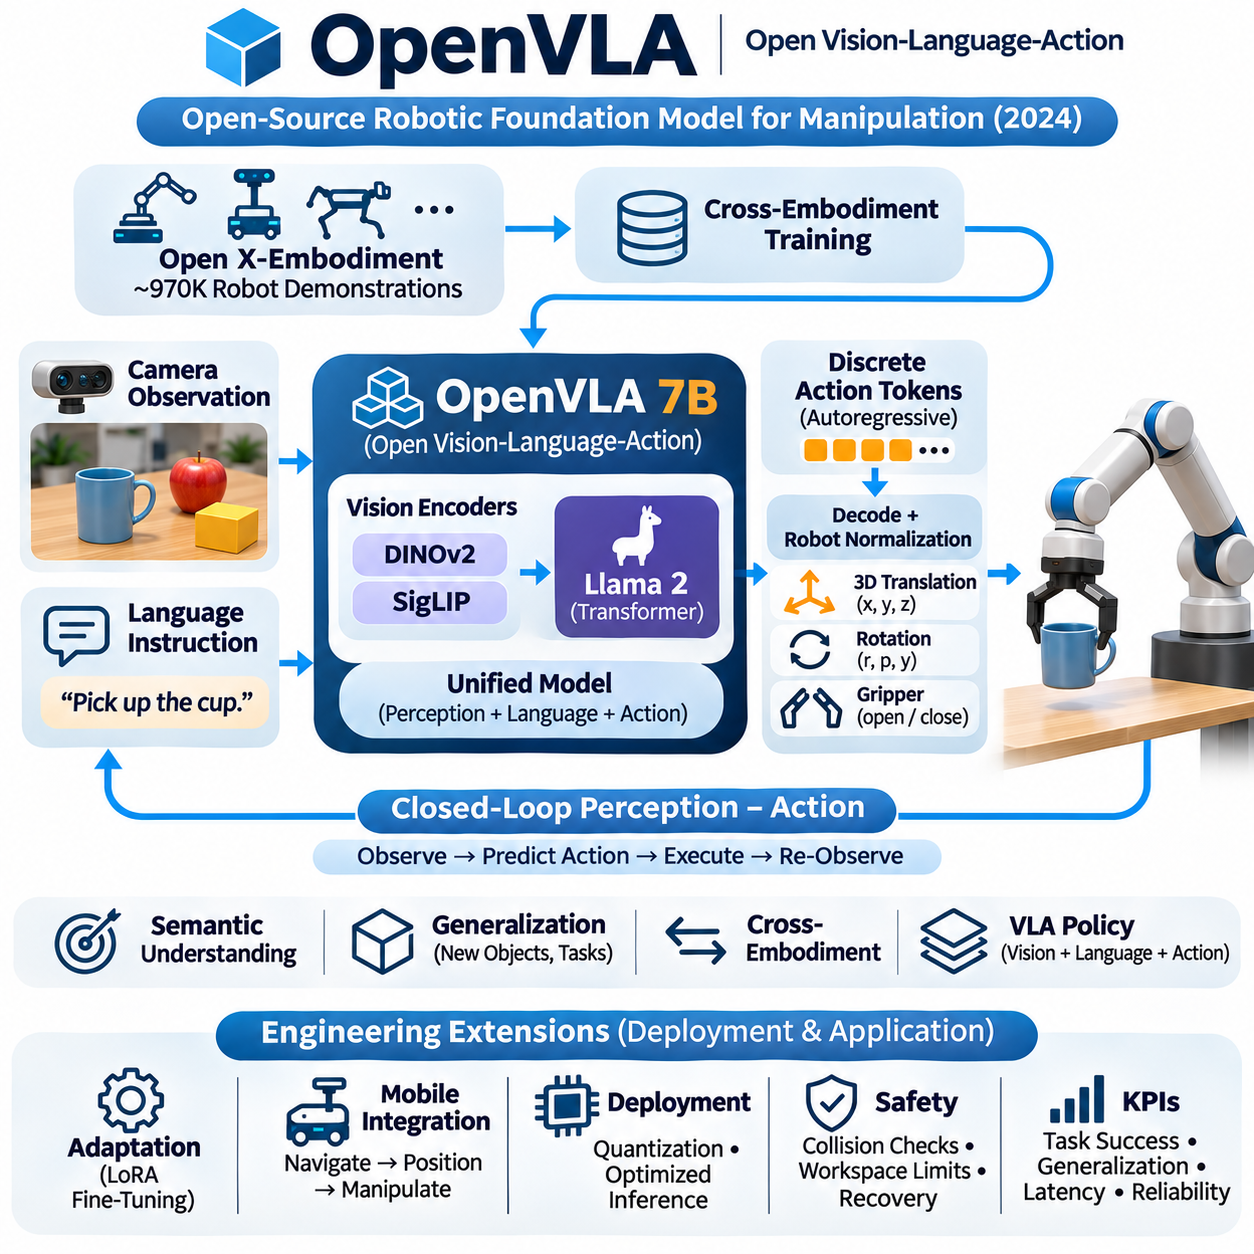 OpenVLA
Open Vision-Language-Action
Open-Source Robotic Foundation Model for Manipulation (2024)
Open X-Embodiment
~970K Robot Demonstrations
Cross-Embodiment
Training
Camera
Observation
Language
Instruction
“Pick up the cup.”
OpenVLA 7B
(Open Vision-Language-Action)
Vision Encoders
DINOv2
SigLIP
Llama 2
(Transformer)
Unified Model
(Perception + Language + Action)
Discrete
Action Tokens
(Autoregressive)
Decode +
Robot Normalization
3D Translation
(x, y, z)
Rotation
(r, p, y)
Gripper
(open / close)
Closed-Loop Perception – Action
Observe → Predict Action → Execute → Re-Observe
Semantic
Understanding
Generalization
(New Objects, Tasks)
Cross-
Embodiment
VLA Policy
(Vision + Language + Action)
Engineering Extensions (Deployment & Application)
Adaptation
(LoRA
Fine-Tuning)
Mobile
Integration
Navigate → Position
→ Manipulate
Deployment
Quantization •
Optimized
Inference
Safety
Collision Checks •
Workspace Limits •
Recovery
KPIs
Task Success •
Generalization •
Latency • Reliability